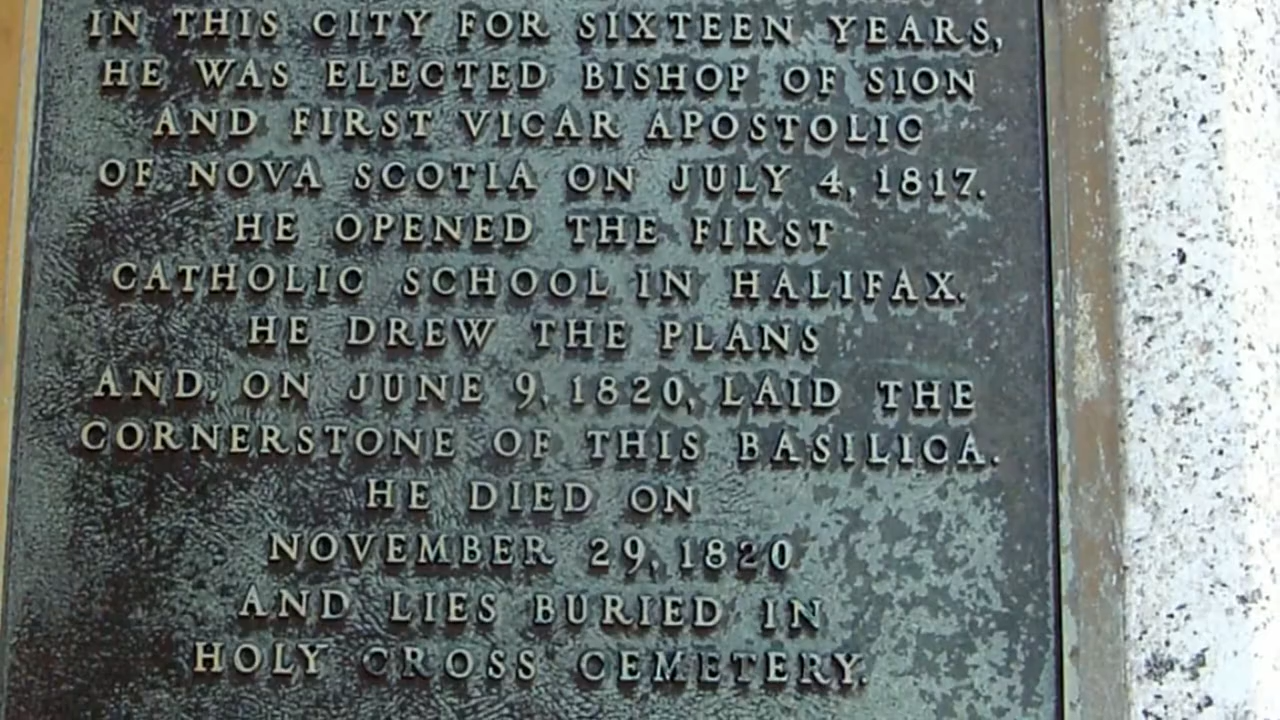 IN THIS CITY FOR SIXTEEN YEARS,
HE WAS ELECTED BISHOP OF SION
AND FIRST VICAR APOSTOLIC
OF NOVA SCOTIA ON JULY 4, 1817.
HE OPENED THE FIRST
CATHOLIC SCHOOL IN HALIFAX.
HE DREW THE PLANS
AND, ON JUNE 9, 1820, LAID THE
CORNERSTONE OF THIS BASILICA.
HE DIED ON
NOVEMBER 29, 1820
AND LIES BURIED IN
HOLY CROSS CEMETERY.